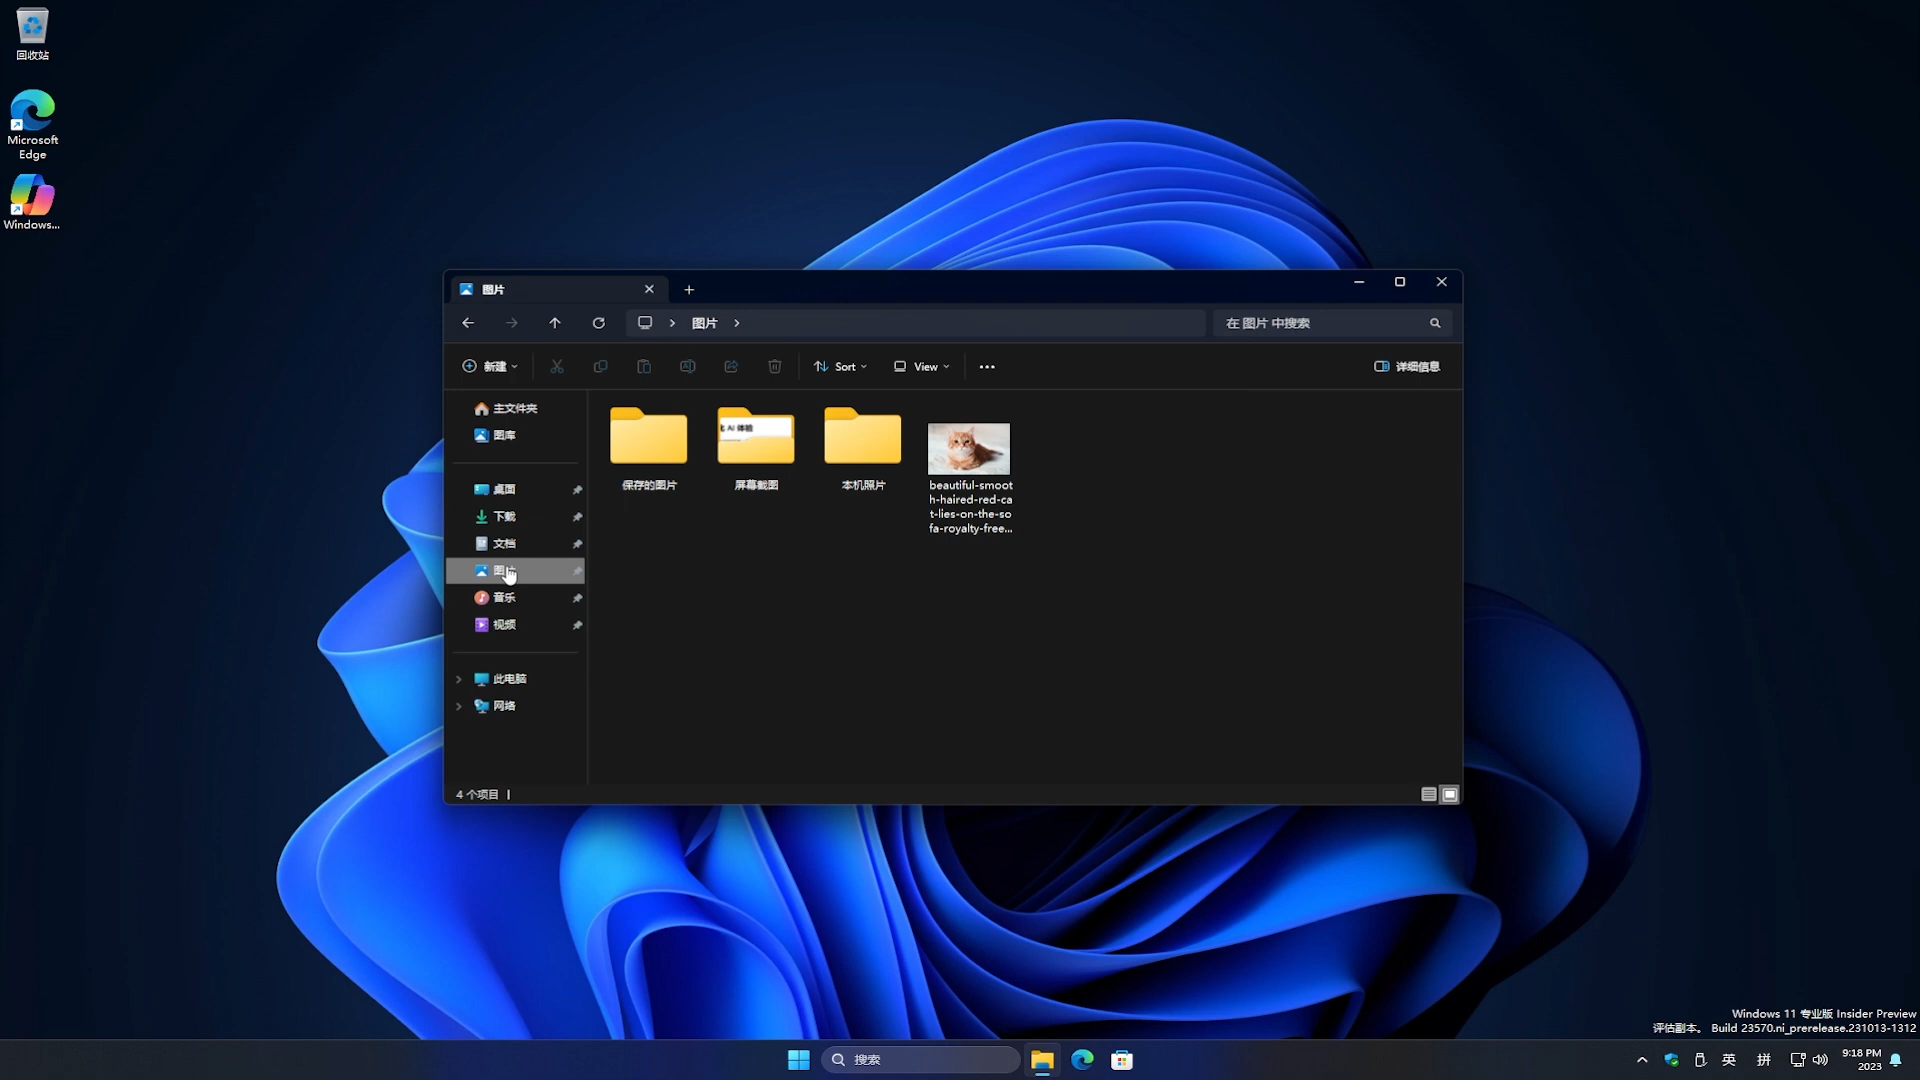 回收站
Microsoft
Edge
Windows...
图片
图片
在 图片 中搜索
新建
Sort
View
详细信息
主文件夹
图库
桌面
下载
文档
音乐
视频
此电脑
网络
保存的图片
AI 体验
屏幕截图
本机照片
beautiful-smoot
h-haired-red-ca
t-lies-on-the-so
fa-royalty-free...
4 个项目
Windows 11 专业版 Insider Preview
评估副本。 Build 23570.ni_prerelease.231013-1312
搜索
英
拼
9:18 PM
2023